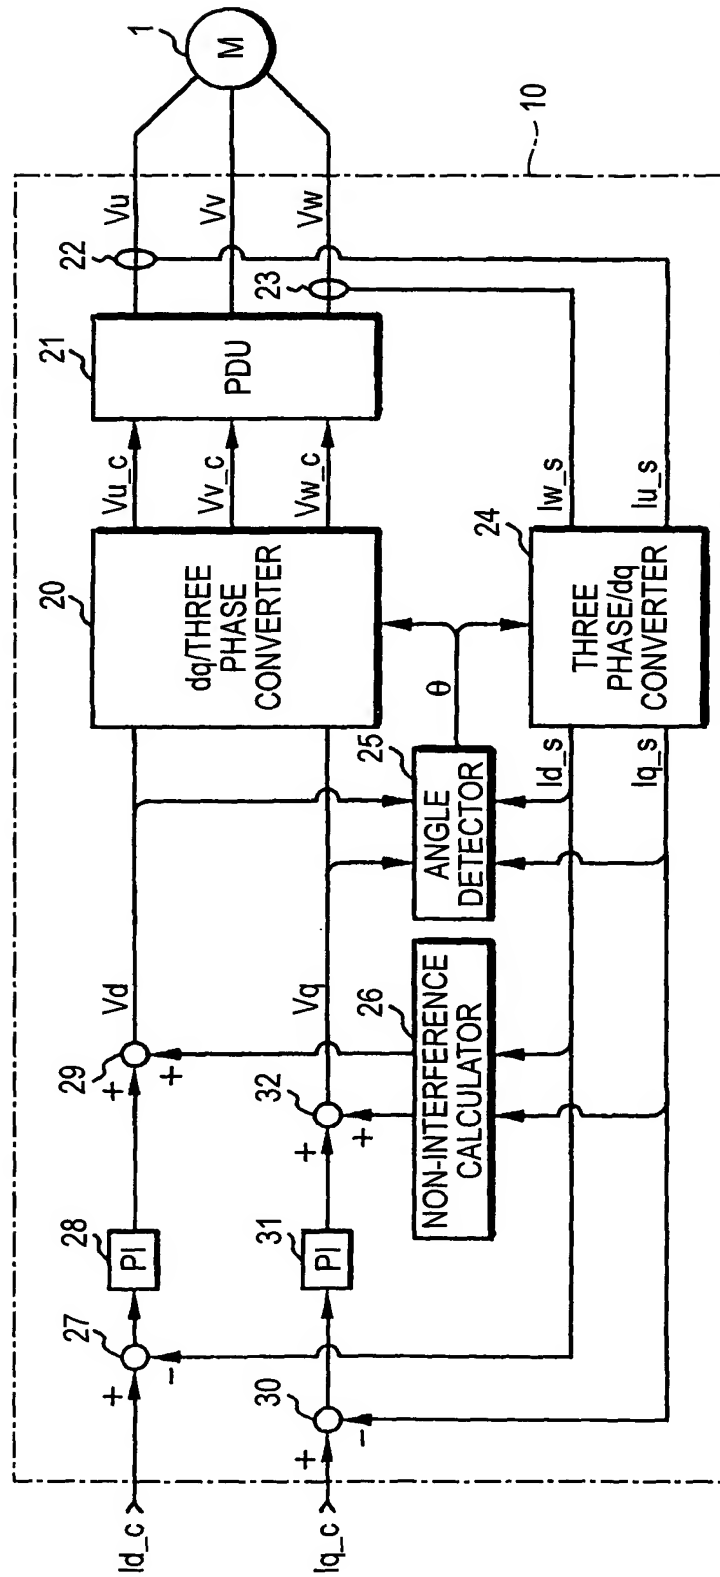 10
Id_c
Iq_c
+
-
27
+
-
30
28
PI
31
PI
+
+
29
+
+
32
Vd
Vq
26
NON-INTERFERENCE
CALCULATOR
25
ANGLE
DETECTOR
θ
20
dq/THREE
PHASE
CONVERTER
Vu_c
Vv_c
Vw_c
21
PDU
22
23
Vu
Vv
Vw
1
M
24
THREE
PHASE/dq
CONVERTER
Id_s
Iq_s
Iw_s
Iu_s